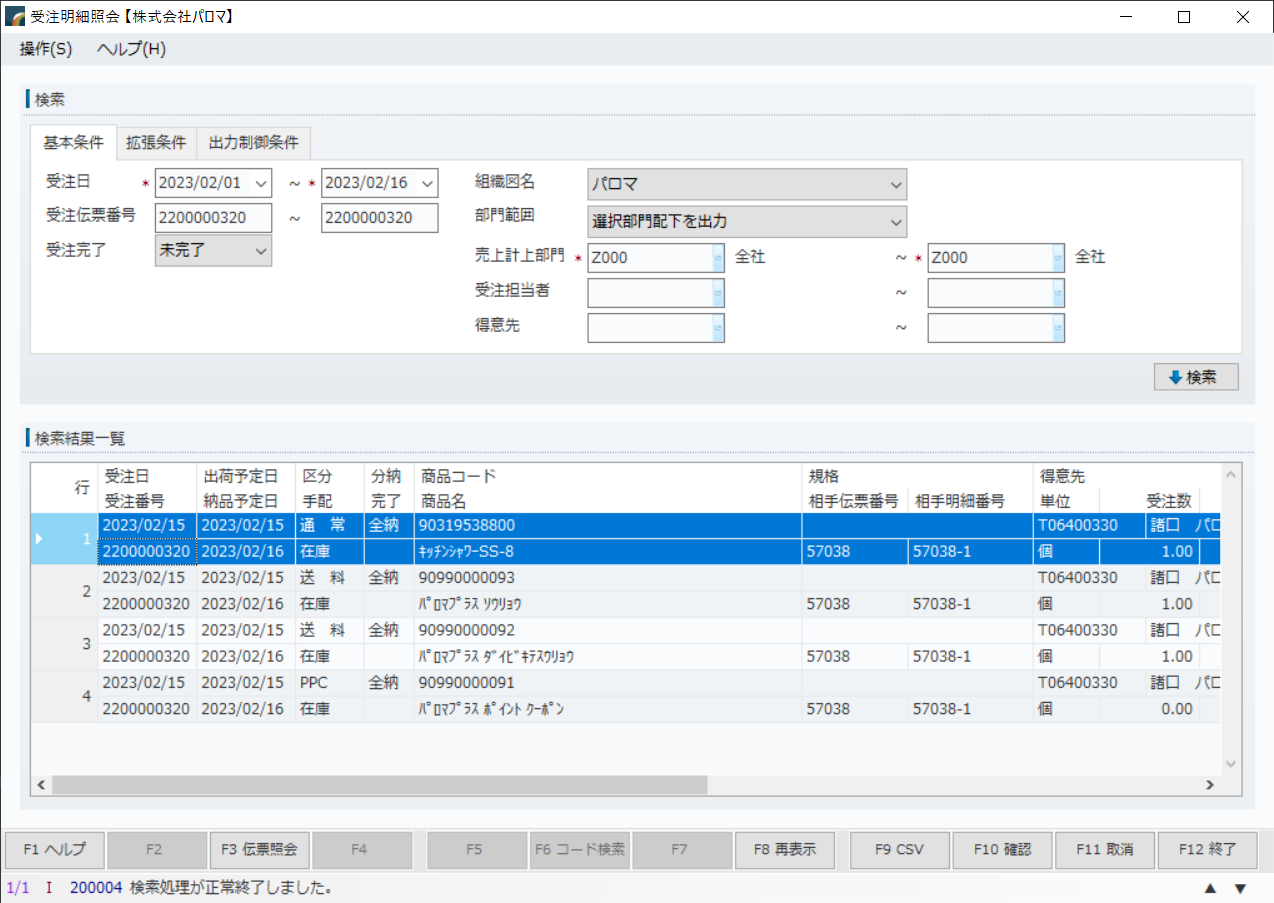 受注明細照会【株式会社パロマ】
操作(S) ヘルプ(H)
検索
基本条件 拡張条件 出力制御条件
受注日 * 2023/02/01 ~ * 2023/02/16 組織図名 パロマ
受注伝票番号 2200000320 ~ 2200000320 部門範囲 選択部門配下を出力
受注完了 未完了
売上計上部門 * Z000 全社 ~ * Z000 全社
受注担当者 ~
得意先 ~
検索
検索結果一覧
行 受注日 出荷予定日 区分 分納 商品コード 規格 得意先
受注番号 納品予定日 手配 完了 商品名 相手伝票番号 相手明細番号 単位 受注数
1 2023/02/15 2023/02/15 通 常 全納 90319538800 T06400330 諸口 パロ
2200000320 2023/02/16 在庫 ｷｯﾁﾝｼｬﾜｰSS-8 57038 57038-1 個 1.00
2 2023/02/15 2023/02/15 送 料 全納 90990000093 T06400330 諸口 パロ
2200000320 2023/02/16 在庫 ﾊﾟﾛﾏﾌﾟﾗｽ ｿｳﾘｮｳ 57038 57038-1 個 1.00
3 2023/02/15 2023/02/15 送 料 全納 90990000092 T06400330 諸口 パロ
2200000320 2023/02/16 在庫 ﾊﾟﾛﾏﾌﾟﾗｽ ﾀﾞｲﾋﾞｷﾃｽｳﾘｮｳ 57038 57038-1 個 1.00
4 2023/02/15 2023/02/15 PPC 全納 90990000091 T06400330 諸口 パロ
2200000320 2023/02/16 在庫 ﾊﾟﾛﾏﾌﾟﾗｽ ﾎﾟｲﾝﾄ ｸｰﾎﾟﾝ 57038 57038-1 個 0.00
F1 ヘルプ F2 F3 伝票照会 F4 F5 F6 コード検索 F7 F8 再表示 F9 CSV F10 確認 F11 取消 F12 終了
1/1 I 200004 検索処理が正常終了しました。